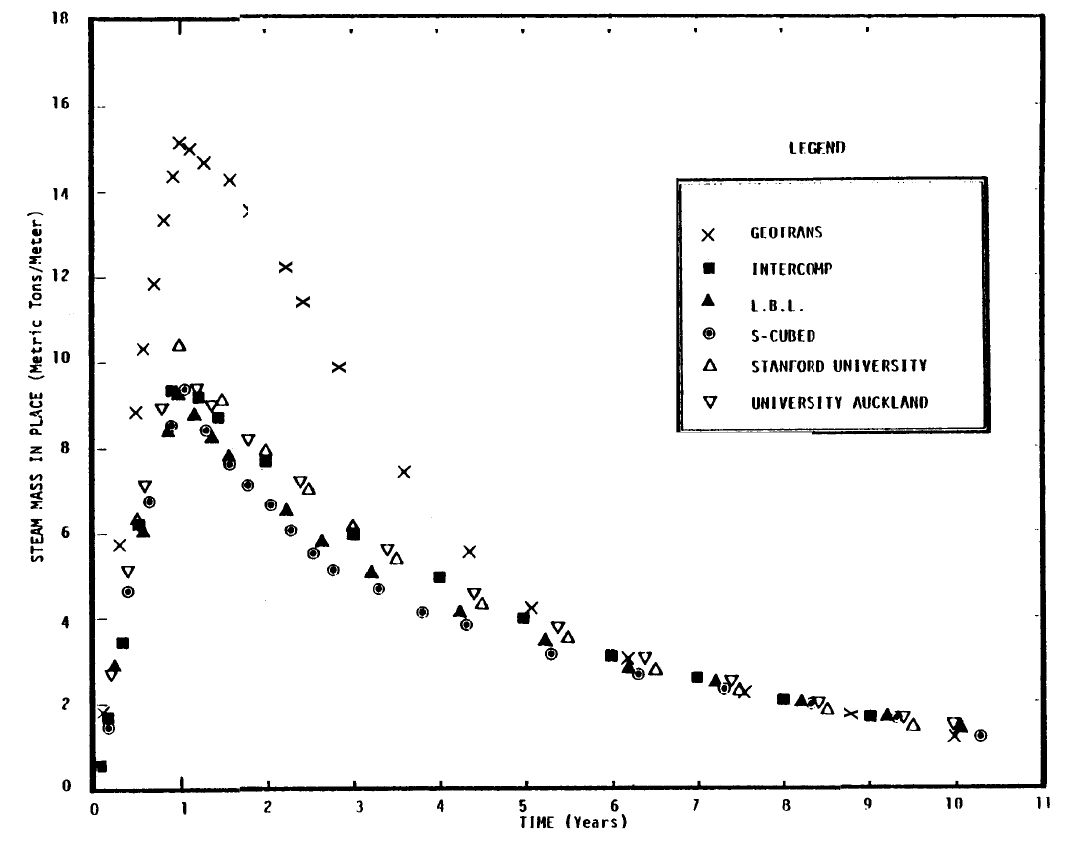 18
16
14
12
10
8
6
4
2
0
STEAM MASS IN PLACE (Metric Tons/Meter)
LEGEND
GEOTRANS
INTERCOMP
L.B.L.
S-CUBED
STANFORD UNIVERSITY
UNIVERSITY AUCKLAND
0 1 2 3 4 5 6 7 8 9 10 11
TIME (Years)